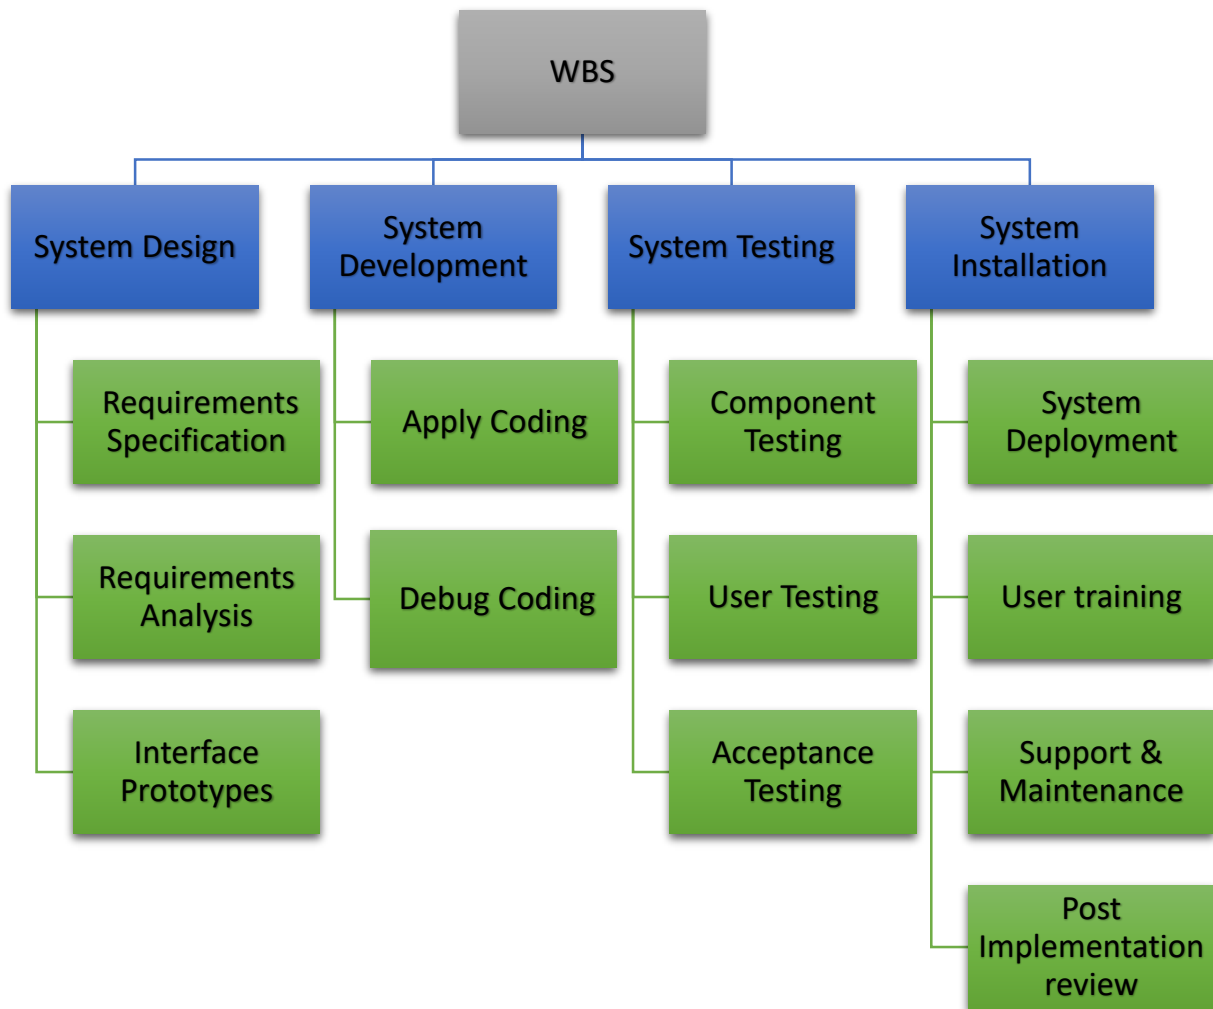 WBS
System Design
System
Development
System Testing
System
Installation
Requirements
Specification
Requirements
Analysis
Interface
Prototypes
Apply Coding
Debug Coding
Component
Testing
User Testing
Acceptance
Testing
System
Deployment
User training
Support &
Maintenance
Post
Implementation
review